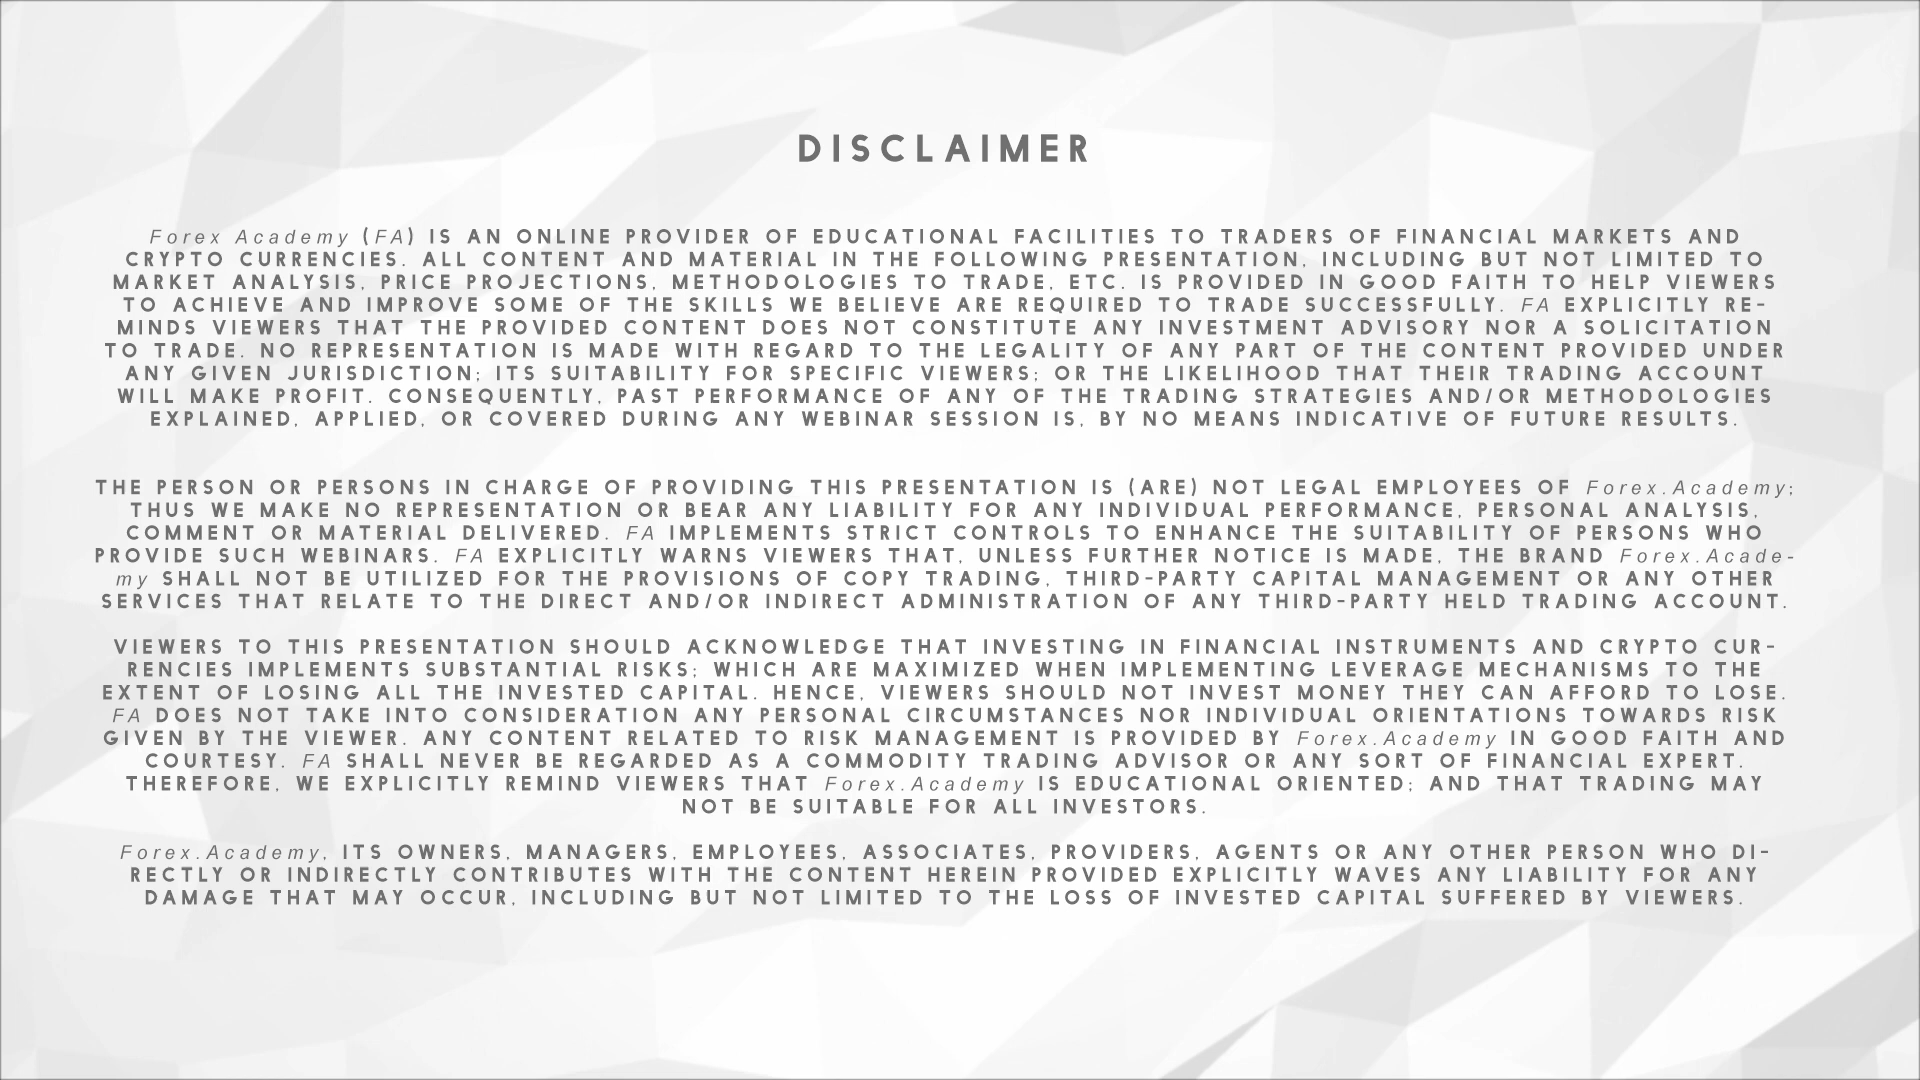 DISCLAIMER
Forex Academy (FA) IS AN ONLINE PROVIDER OF EDUCATIONAL FACILITIES TO TRADERS OF FINANCIAL MARKETS AND
CRYPTO CURRENCIES. ALL CONTENT AND MATERIAL IN THE FOLLOWING PRESENTATION, INCLUDING BUT NOT LIMITED TO
MARKET ANALYSIS, PRICE PROJECTIONS, METHODOLOGIES TO TRADE, ETC. IS PROVIDED IN GOOD FAITH TO HELP VIEWERS
TO ACHIEVE AND IMPROVE SOME OF THE SKILLS WE BELIEVE ARE REQUIRED TO TRADE SUCCESSFULLY. FA EXPLICITLY RE-
MINDS VIEWERS THAT THE PROVIDED CONTENT DOES NOT CONSTITUTE ANY INVESTMENT ADVISORY NOR A SOLICITATION
TO TRADE. NO REPRESENTATION IS MADE WITH REGARD TO THE LEGALITY OF ANY PART OF THE CONTENT PROVIDED UNDER
ANY GIVEN JURISDICTION; ITS SUITABILITY FOR SPECIFIC VIEWERS; OR THE LIKELIHOOD THAT THEIR TRADING ACCOUNT
WILL MAKE PROFIT. CONSEQUENTLY, PAST PERFORMANCE OF ANY OF THE TRADING STRATEGIES AND/OR METHODOLOGIES
EXPLAINED, APPLIED, OR COVERED DURING ANY WEBINAR SESSION IS, BY NO MEANS INDICATIVE OF FUTURE RESULTS.
THE PERSON OR PERSONS IN CHARGE OF PROVIDING THIS PRESENTATION IS (ARE) NOT LEGAL EMPLOYEES OF Forex.Academy;
THUS WE MAKE NO REPRESENTATION OR BEAR ANY LIABILITY FOR ANY INDIVIDUAL PERFORMANCE, PERSONAL ANALYSIS,
COMMENT OR MATERIAL DELIVERED. FA IMPLEMENTS STRICT CONTROLS TO ENHANCE THE SUITABILITY OF PERSONS WHO
PROVIDE SUCH WEBINARS. FA EXPLICITLY WARNS VIEWERS THAT, UNLESS FURTHER NOTICE IS MADE, THE BRAND Forex.Acade-
my SHALL NOT BE UTILIZED FOR THE PROVISIONS OF COPY TRADING, THIRD-PARTY CAPITAL MANAGEMENT OR ANY OTHER
SERVICES THAT RELATE TO THE DIRECT AND/OR INDIRECT ADMINISTRATION OF ANY THIRD-PARTY HELD TRADING ACCOUNT.
VIEWERS TO THIS PRESENTATION SHOULD ACKNOWLEDGE THAT INVESTING IN FINANCIAL INSTRUMENTS AND CRYPTO CUR-
RENCIES IMPLEMENTS SUBSTANTIAL RISKS; WHICH ARE MAXIMIZED WHEN IMPLEMENTING LEVERAGE MECHANISMS TO THE
EXTENT OF LOSING ALL THE INVESTED CAPITAL. HENCE, VIEWERS SHOULD NOT INVEST MONEY THEY CAN AFFORD TO LOSE.
FA DOES NOT TAKE INTO CONSIDERATION ANY PERSONAL CIRCUMSTANCES NOR INDIVIDUAL ORIENTATIONS TOWARDS RISK
GIVEN BY THE VIEWER. ANY CONTENT RELATED TO RISK MANAGEMENT IS PROVIDED BY Forex.Academy IN GOOD FAITH AND
COURTESY. FA SHALL NEVER BE REGARDED AS A COMMODITY TRADING ADVISOR OR ANY SORT OF FINANCIAL EXPERT.
THEREFORE, WE EXPLICITLY REMIND VIEWERS THAT Forex.Academy IS EDUCATIONAL ORIENTED; AND THAT TRADING MAY
NOT BE SUITABLE FOR ALL INVESTORS.
Forex.Academy, ITS OWNERS, MANAGERS, EMPLOYEES, ASSOCIATES, PROVIDERS, AGENTS OR ANY OTHER PERSON WHO DI-
RECTLY OR INDIRECTLY CONTRIBUTES WITH THE CONTENT HEREIN PROVIDED EXPLICITLY WAVES ANY LIABILITY FOR ANY
DAMAGE THAT MAY OCCUR, INCLUDING BUT NOT LIMITED TO THE LOSS OF INVESTED CAPITAL SUFFERED BY VIEWERS.